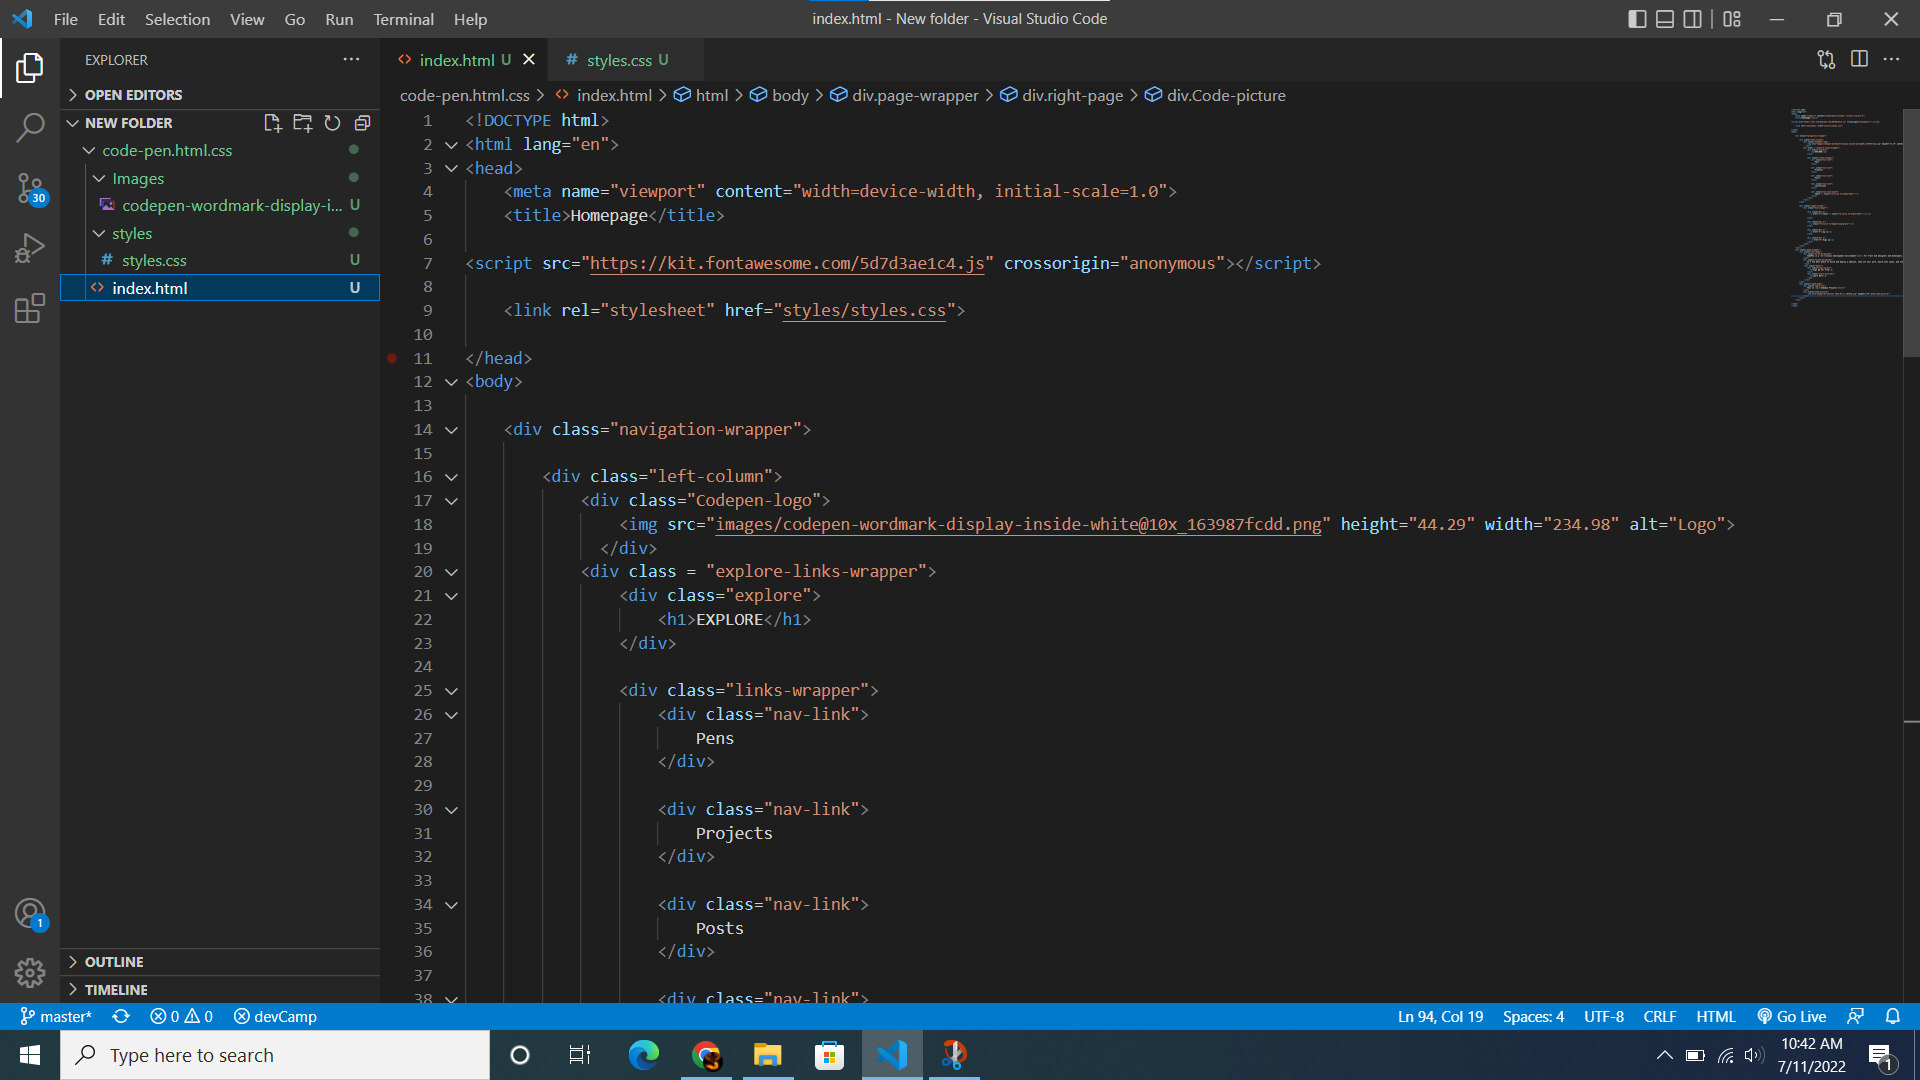 File Edit Selection View Go Run Terminal Help
index.html - New folder - Visual Studio Code
EXPLORER
OPEN EDITORS
NEW FOLDER
code-pen.html.css
Images
codepen-wordmark-display-i... U
styles
styles.css U
index.html U
OUTLINE
TIMELINE
30
1
index.html U
styles.css U
code-pen.html.css > index.html > html > body > div.page-wrapper > div.right-page > div.Code-picture
1 <!DOCTYPE html>
2 <html lang="en">
3 <head>
4 <meta name="viewport" content="width=device-width, initial-scale=1.0">
5 <title>Homepage</title>
6
7 <script src="https://kit.fontawesome.com/5d7d3ae1c4.js" crossorigin="anonymous"></script>
8
9 <link rel="stylesheet" href="styles/styles.css">
10
11 </head>
12 <body>
13
14 <div class="navigation-wrapper">
15
16 <div class="left-column">
17 <div class="Codepen-logo">
18 <img src="images/codepen-wordmark-display-inside-white@10x_163987fcdd.png" height="44.29" width="234.98" alt="Logo">
19 </div>
20 <div class = "explore-links-wrapper">
21 <div class="explore">
22 <h1>EXPLORE</h1>
23 </div>
24
25 <div class="links-wrapper">
26 <div class="nav-link">
27 Pens
28 </div>
29
30 <div class="nav-link">
31 Projects
32 </div>
33
34 <div class="nav-link">
35 Posts
36 </div>
37
38 <div class="nav-link">
master* 0 0 devCamp
Ln 94, Col 19 Spaces: 4 UTF-8 CRLF HTML Go Live
Type here to search
10:42 AM
7/11/2022
1